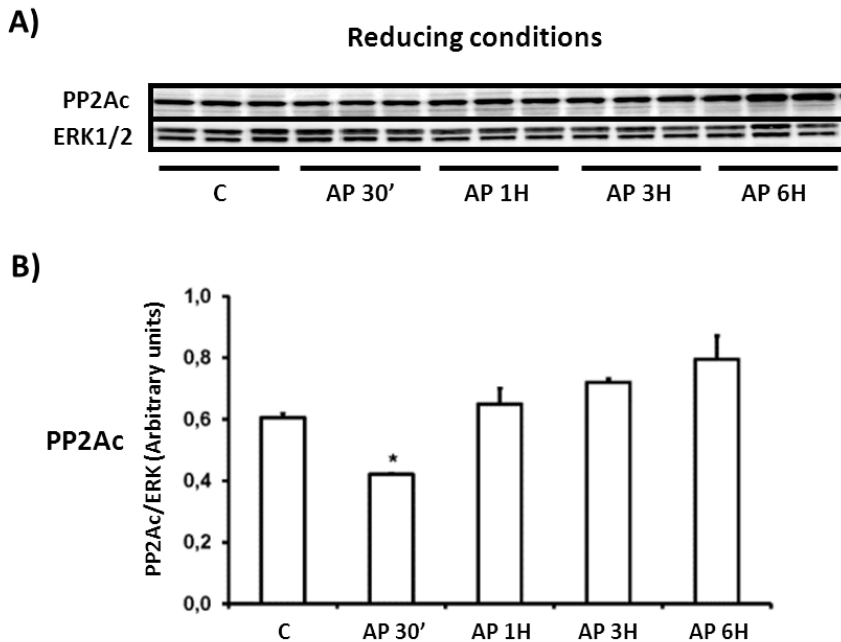 A)
Reducing conditions
PP2Ac
ERK1/2
C AP 30’ AP 1H AP 3H AP 6H
B)
PP2Ac
PP2Ac/ERK (Arbitrary units)
1,0
0,8
0,6
0,4
0,2
0,0
*
C AP 30’ AP 1H AP 3H AP 6H